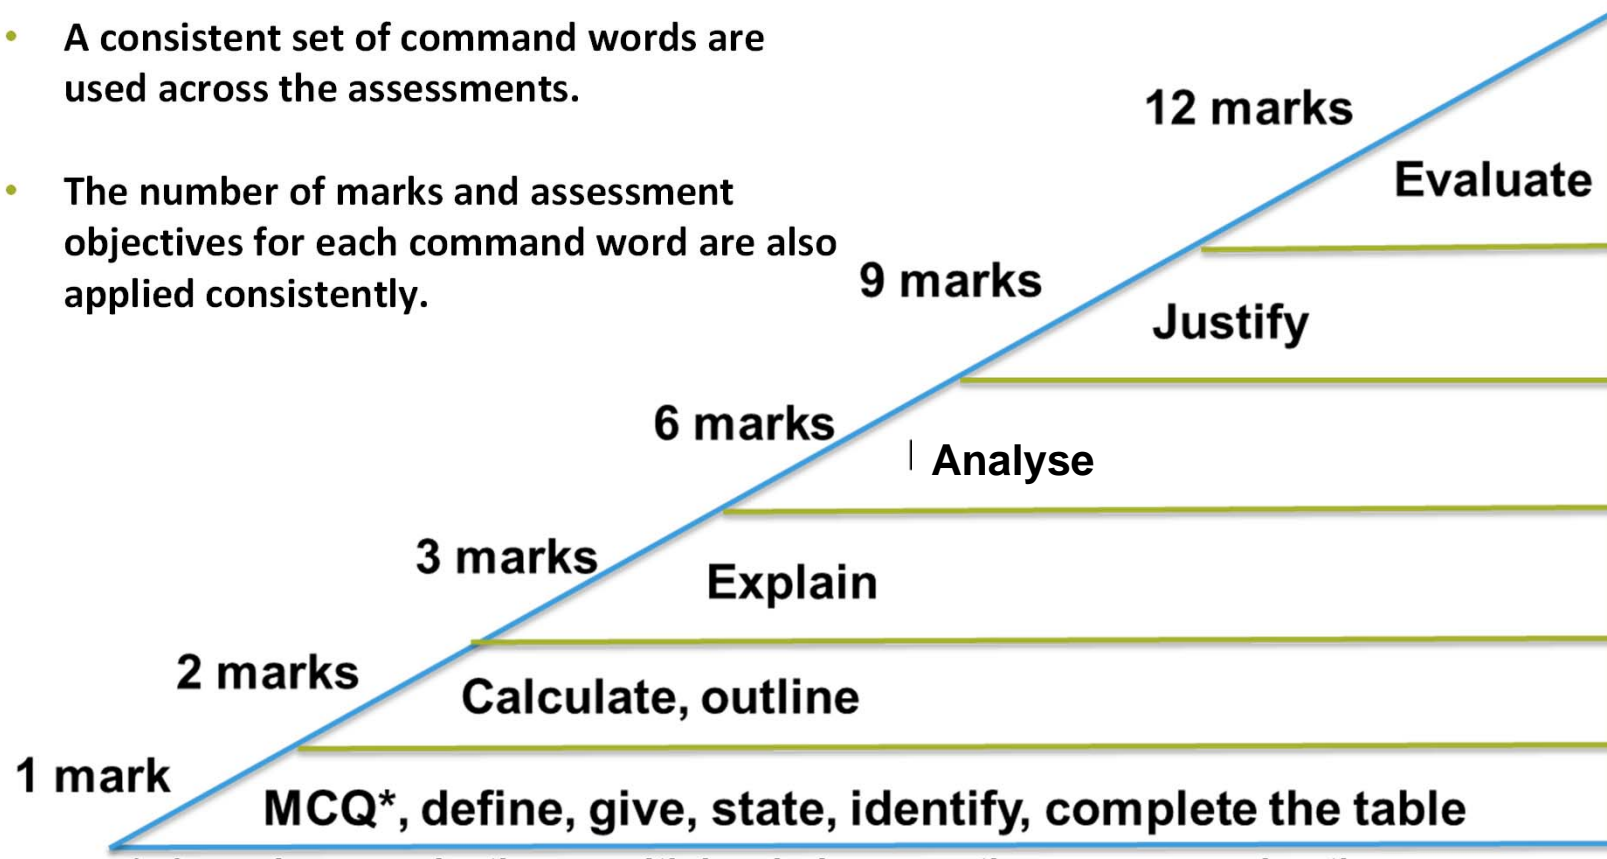 • A consistent set of command words are
used across the assessments.
• The number of marks and assessment
objectives for each command word are also
applied consistently.
12 marks
Evaluate
9 marks
Justify
6 marks
Analyse
3 marks
Explain
2 marks
Calculate, outline
1 mark
MCQ*, define, give, state, identify, complete the table